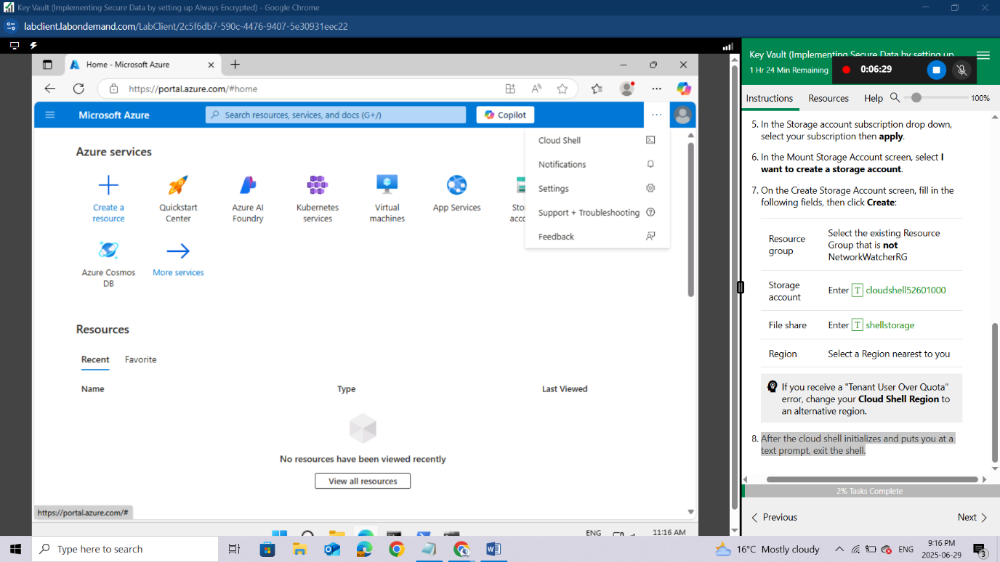 Key Vault (Implementing Secure Data by setting up Always Encrypted) - Google Chrome
labclient.labondemand.com/LabClient/2c5f6db7-590c-4476-9407-5e30931eec22
Home - Microsoft Azure
https://portal.azure.com/#home
Microsoft Azure
Search resources, services, and docs (G+/)
Copilot
Cloud Shell
Notifications
Settings
Support + Troubleshooting
Feedback
Azure services
Create a
resource
Quickstart
Center
Azure AI
Foundry
Kubernetes
services
Virtual
machines
App Services
Sto
acc
Azure Cosmos
DB
More services
Resources
Recent
Favorite
Name
Type
Last Viewed
No resources have been viewed recently
View all resources
https://portal.azure.com/#
ENG
11:16 AM
Key Vault (Implementing Secure Data by setting up
1 Hr 24 Min Remaining
0:06:29
Instructions
Resources
Help
100%
5. In the Storage account subscription drop down,
select your subscription then apply.
6. In the Mount Storage Account screen, select I
want to create a storage account.
7. On the Create Storage Account screen, fill in the
following fields, then click Create:
Resource
group
Select the existing Resource
Group that is not
NetworkWatcherRG
Storage
account
Enter T cloudshell52601000
File share
Enter T shellstorage
Region
Select a Region nearest to you
If you receive a "Tenant User Over Quota"
error, change your Cloud Shell Region to
an alternative region.
8. After the cloud shell initializes and puts you at a
text prompt, exit the shell.
2% Tasks Complete
Previous
Next
Type here to search
16°C Mostly cloudy
ENG
9:16 PM
2025-06-29
3